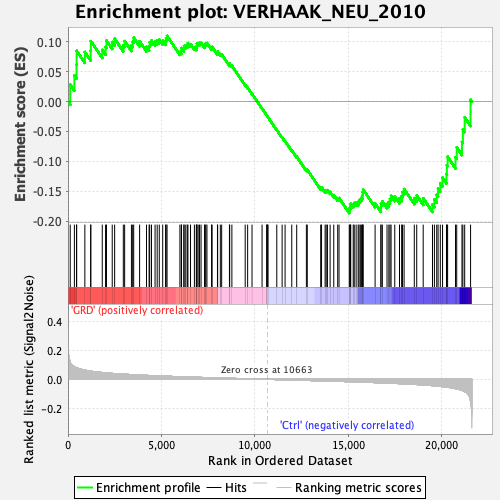 Enrichment plot: VERHAAK_NEU_2010
Enrichment score (ES)
0.10
0.05
0.00
-0.05
-0.10
-0.15
-0.20
'GRD' (positively correlated)
Ranked list metric (Signal2Noise)
0.4
0.2
0.0
-0.2
Zero cross at 10663
'Ctrl' (negatively correlated)
0
5,000
10,000
15,000
20,000
Rank in Ordered Dataset
Enrichment profile
Hits
Ranking metric scores